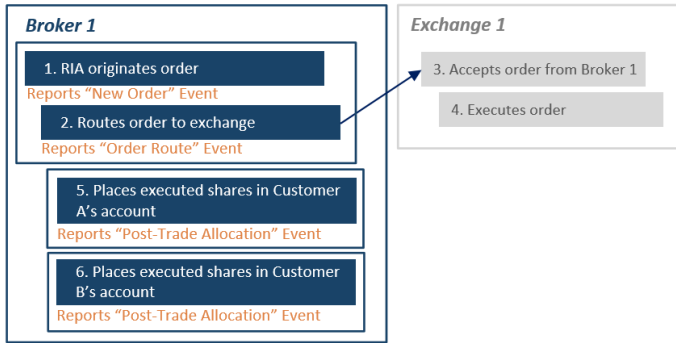 Broker 1
1. RIA originates order
Reports “New Order” Event
2. Routes order to exchange
Reports “Order Route” Event
5. Places executed shares in Customer
A’s account
Reports “Post-Trade Allocation” Event
6. Places executed shares in Customer
B’s account
Reports “Post-Trade Allocation” Event
Exchange 1
3. Accepts order from Broker 1
4. Executes order